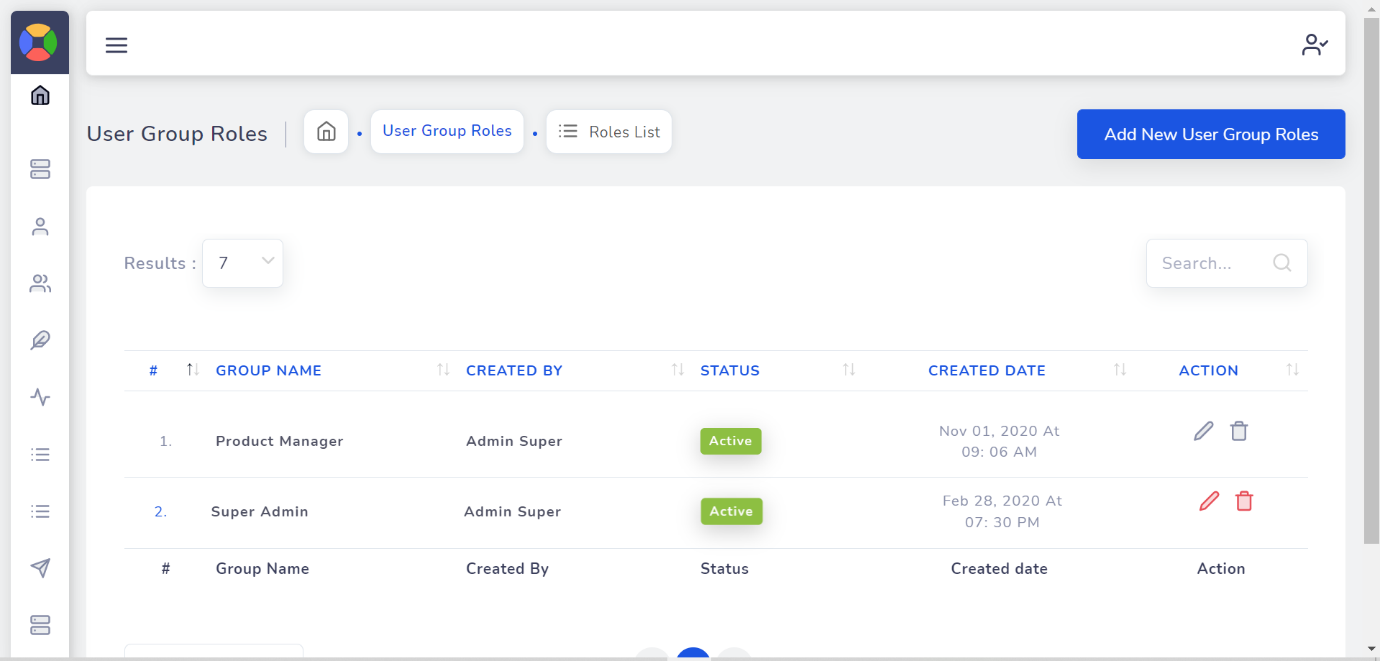 User Group Roles
User Group Roles
Roles List
Add New User Group Roles
Results :
7
Search...
# GROUP NAME CREATED BY STATUS CREATED DATE ACTION
1. Product Manager Admin Super Active Nov 01, 2020 At
09: 06 AM
2. Super Admin Admin Super Active Feb 28, 2020 At
07: 30 PM
# Group Name Created By Status Created date Action